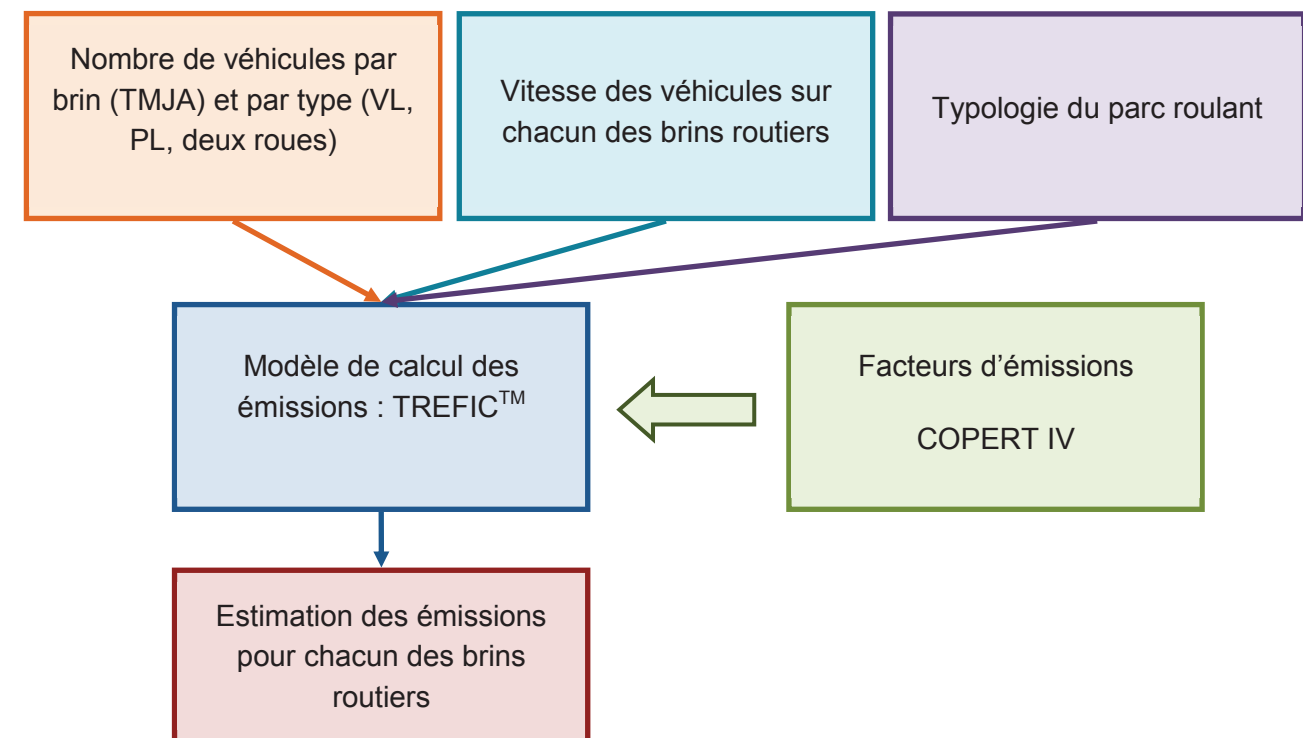 Nombre de véhicules par
brin (TMJA) et par type (VL,
PL, deux roues)
Vitesse des véhicules sur
chacun des brins routiers
Typologie du parc roulant
Modèle de calcul des
émissions : TREFIC™
Facteurs d’émissions
COPERT IV
Estimation des émissions
pour chacun des brins
routiers